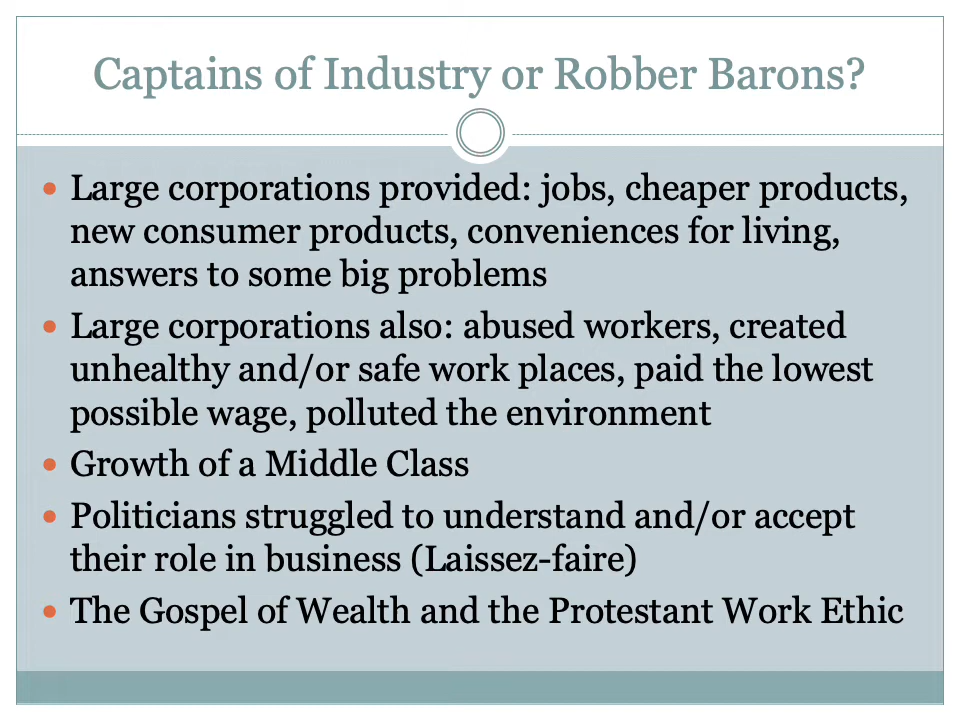 Captains of Industry or Robber Barons?
• Large corporations provided: jobs, cheaper products,
new consumer products, conveniences for living,
answers to some big problems
• Large corporations also: abused workers, created
unhealthy and/or safe work places, paid the lowest
possible wage, polluted the environment
• Growth of a Middle Class
• Politicians struggled to understand and/or accept
their role in business (Laissez-faire)
• The Gospel of Wealth and the Protestant Work Ethic